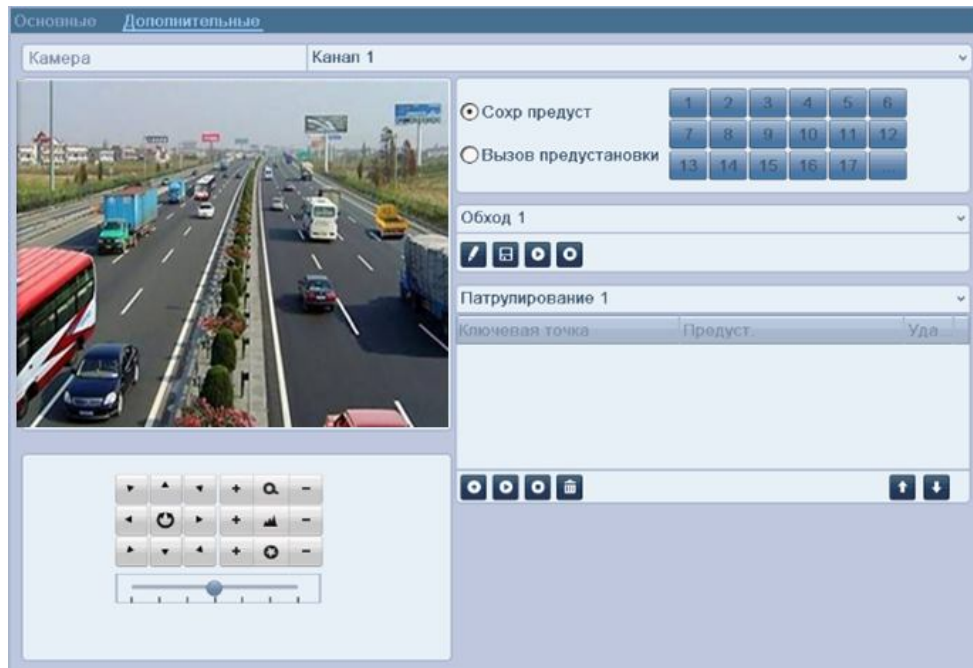 Основные Дополнительные
Камера Канал 1
Сохр предуст
1 2 3 4 5 6
7 8 9 10 11 12
Вызов предустановки
13 14 15 16 17 ...
Обход 1
Патрулирование 1
Ключевая точка Предуст. Уда